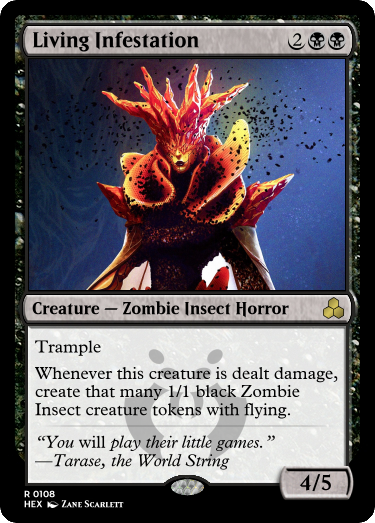 Living Infestation 2
Creature — Zombie Insect Horror
Trample
Whenever this creature is dealt damage,
create that many 1/1 black Zombie
Insect creature tokens with flying.
“You will play their little games.”
—Tarase, the World String
4/5
R 0108
HEX Zane Scarlett